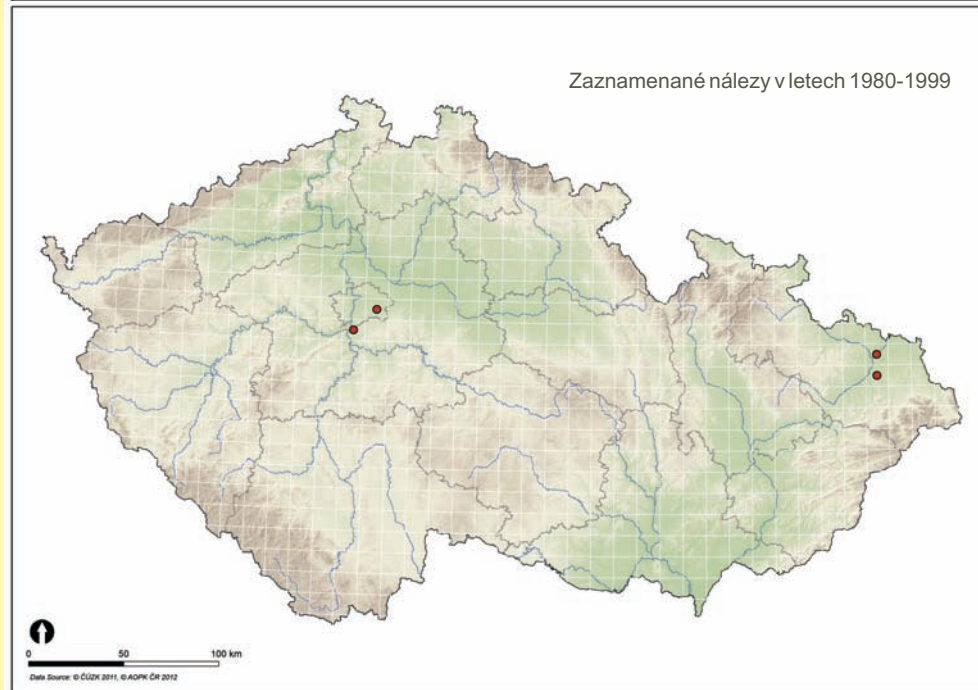 Zaznamenané nálezy v letech 1980-1999
0 50 100 km
Data Source: © ČÚZK 2011, © AOPK ČR 2012